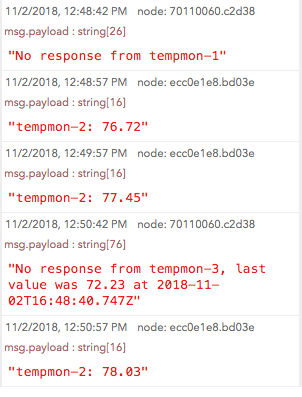 11/2/2018, 12:48:42 PM node: 70110060.c2d38
msg.payload : string[26]
"No response from tempmon-1"
11/2/2018, 12:48:57 PM node: ecc0e1e8.bd03e
msg.payload : string[16]
"tempmon-2: 76.72"
11/2/2018, 12:49:57 PM node: ecc0e1e8.bd03e
msg.payload : string[16]
"tempmon-2: 77.45"
11/2/2018, 12:50:42 PM node: 70110060.c2d38
msg.payload : string[76]
"No response from tempmon-3, last
value was 72.23 at 2018-11-
02T16:48:40.747Z"
11/2/2018, 12:50:57 PM node: ecc0e1e8.bd03e
msg.payload : string[16]
"tempmon-2: 78.03"